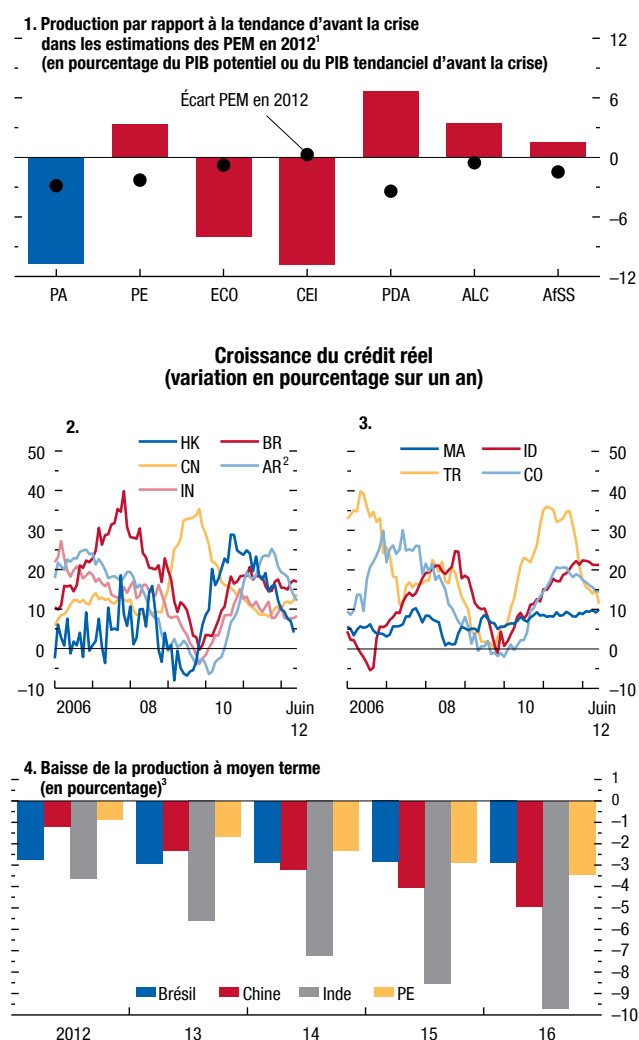 1. Production par rapport à la tendance d’avant la crise
dans les estimations des PEM en 2012¹
(en pourcentage du PIB potentiel ou du PIB tendanciel d’avant la crise)
12
6
0
–6
–12
Écart PEM en 2012
PA PE ECO CEI PDA ALC AfSS
Croissance du crédit réel
(variation en pourcentage sur un an)
2.
HK BR
CN AR²
IN
50
40
30
20
10
0
–10
2006 08 10 Juin
12
3.
MA ID
TR CO
50
40
30
20
10
0
–10
2006 08 10 Juin
12
4. Baisse de la production à moyen terme
(en pourcentage)³
1
0
–1
–2
–3
–4
–5
–6
–7
–8
–9
–10
Brésil Chine Inde PE
2012 13 14 15 16